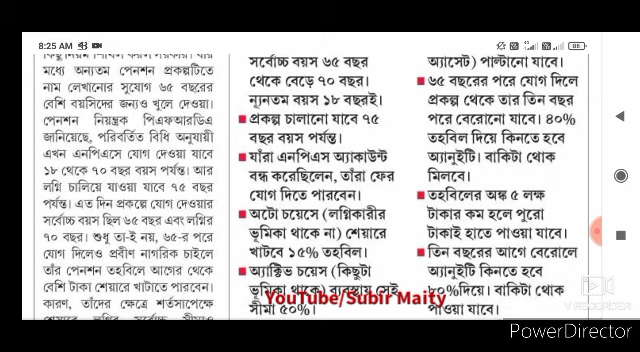 8:25 AM
88
মধ্যে অন্যতম পেনশন প্রকল্পটিতে
নাম লেখানোর সুযোগ ৬৫ বছরের
বেশি বয়সিদের জন্যও খুলে দেওয়া।
পেনশন নিয়ন্ত্রক পিএফআরডিএ
জানিয়েছে, পরিবর্তিত বিধি অনুযায়ী
এখন এনপিএসে যোগ দেওয়া যাবে
১৮ থেকে ৭০ বছর বয়স পর্যন্ত। আর
লগ্নি চালিয়ে যাওয়া যাবে ৭৫ বছর
পর্যন্ত। এত দিন প্রকল্পে যোগ দেওয়ার
সর্বোচ্চ বয়স ছিল ৬৫ বছর এবং লগ্নির
৭০ বছর। শুধু তা-ই নয়, ৬৫-র পরে
যোগ দিলেও প্রবীণ নাগরিক চাইলে
তাঁর পেনশন তহবিলে আগের থেকে
বেশি টাকা শেয়ারে খাটাতে পারবেন।
কারণ, তাঁদের ক্ষেত্রে শর্তসাপেক্ষে
সর্বোচ্চ বয়স ৬৫ বছর
থেকে বেড়ে ৭০ বছর।
ন্যূনতম বয়স ১৮ বছরই।
■ প্রকল্প চালানো যাবে ৭৫
বছর বয়স পর্যন্ত।
■ যাঁরা এনপিএস অ্যাকাউন্ট
বন্ধ করেছিলেন, তাঁরা ফের
যোগ দিতে পারবেন।
■ অটো চয়েসে (লগ্নিকারীর
ভূমিকা থাকে না) শেয়ারে
খাটবে ১৫% তহবিল।
■ অ্যাক্টিভ চয়েস (কিছুটা
ভূমিকা থাকে) ব্যবস্থায় সেই
সীমা ৫০%।
অ্যাসেট) পাল্টানো যাবে।
■ ৬৫ বছরের পরে যোগ দিলে
প্রকল্প থেকে তার তিন বছর
পরে বেরোনো যাবে। ৪০%
তহবিল দিয়ে কিনতে হবে
অ্যানুইটি। বাকিটা থোক
মিলবে।
■ তহবিলের অঙ্ক ৫ লক্ষ
টাকার কম হলে পুরো
টাকাই হাতে পাওয়া যাবে।
■ তিন বছরের আগে বেরোলে
অ্যানুইটি কিনতে হবে
৮০%দিয়ে। বাকিটা থোক
পাওয়া যাবে।
YouTube/Subir Maity
VIDEO RECORDER
PowerDirector